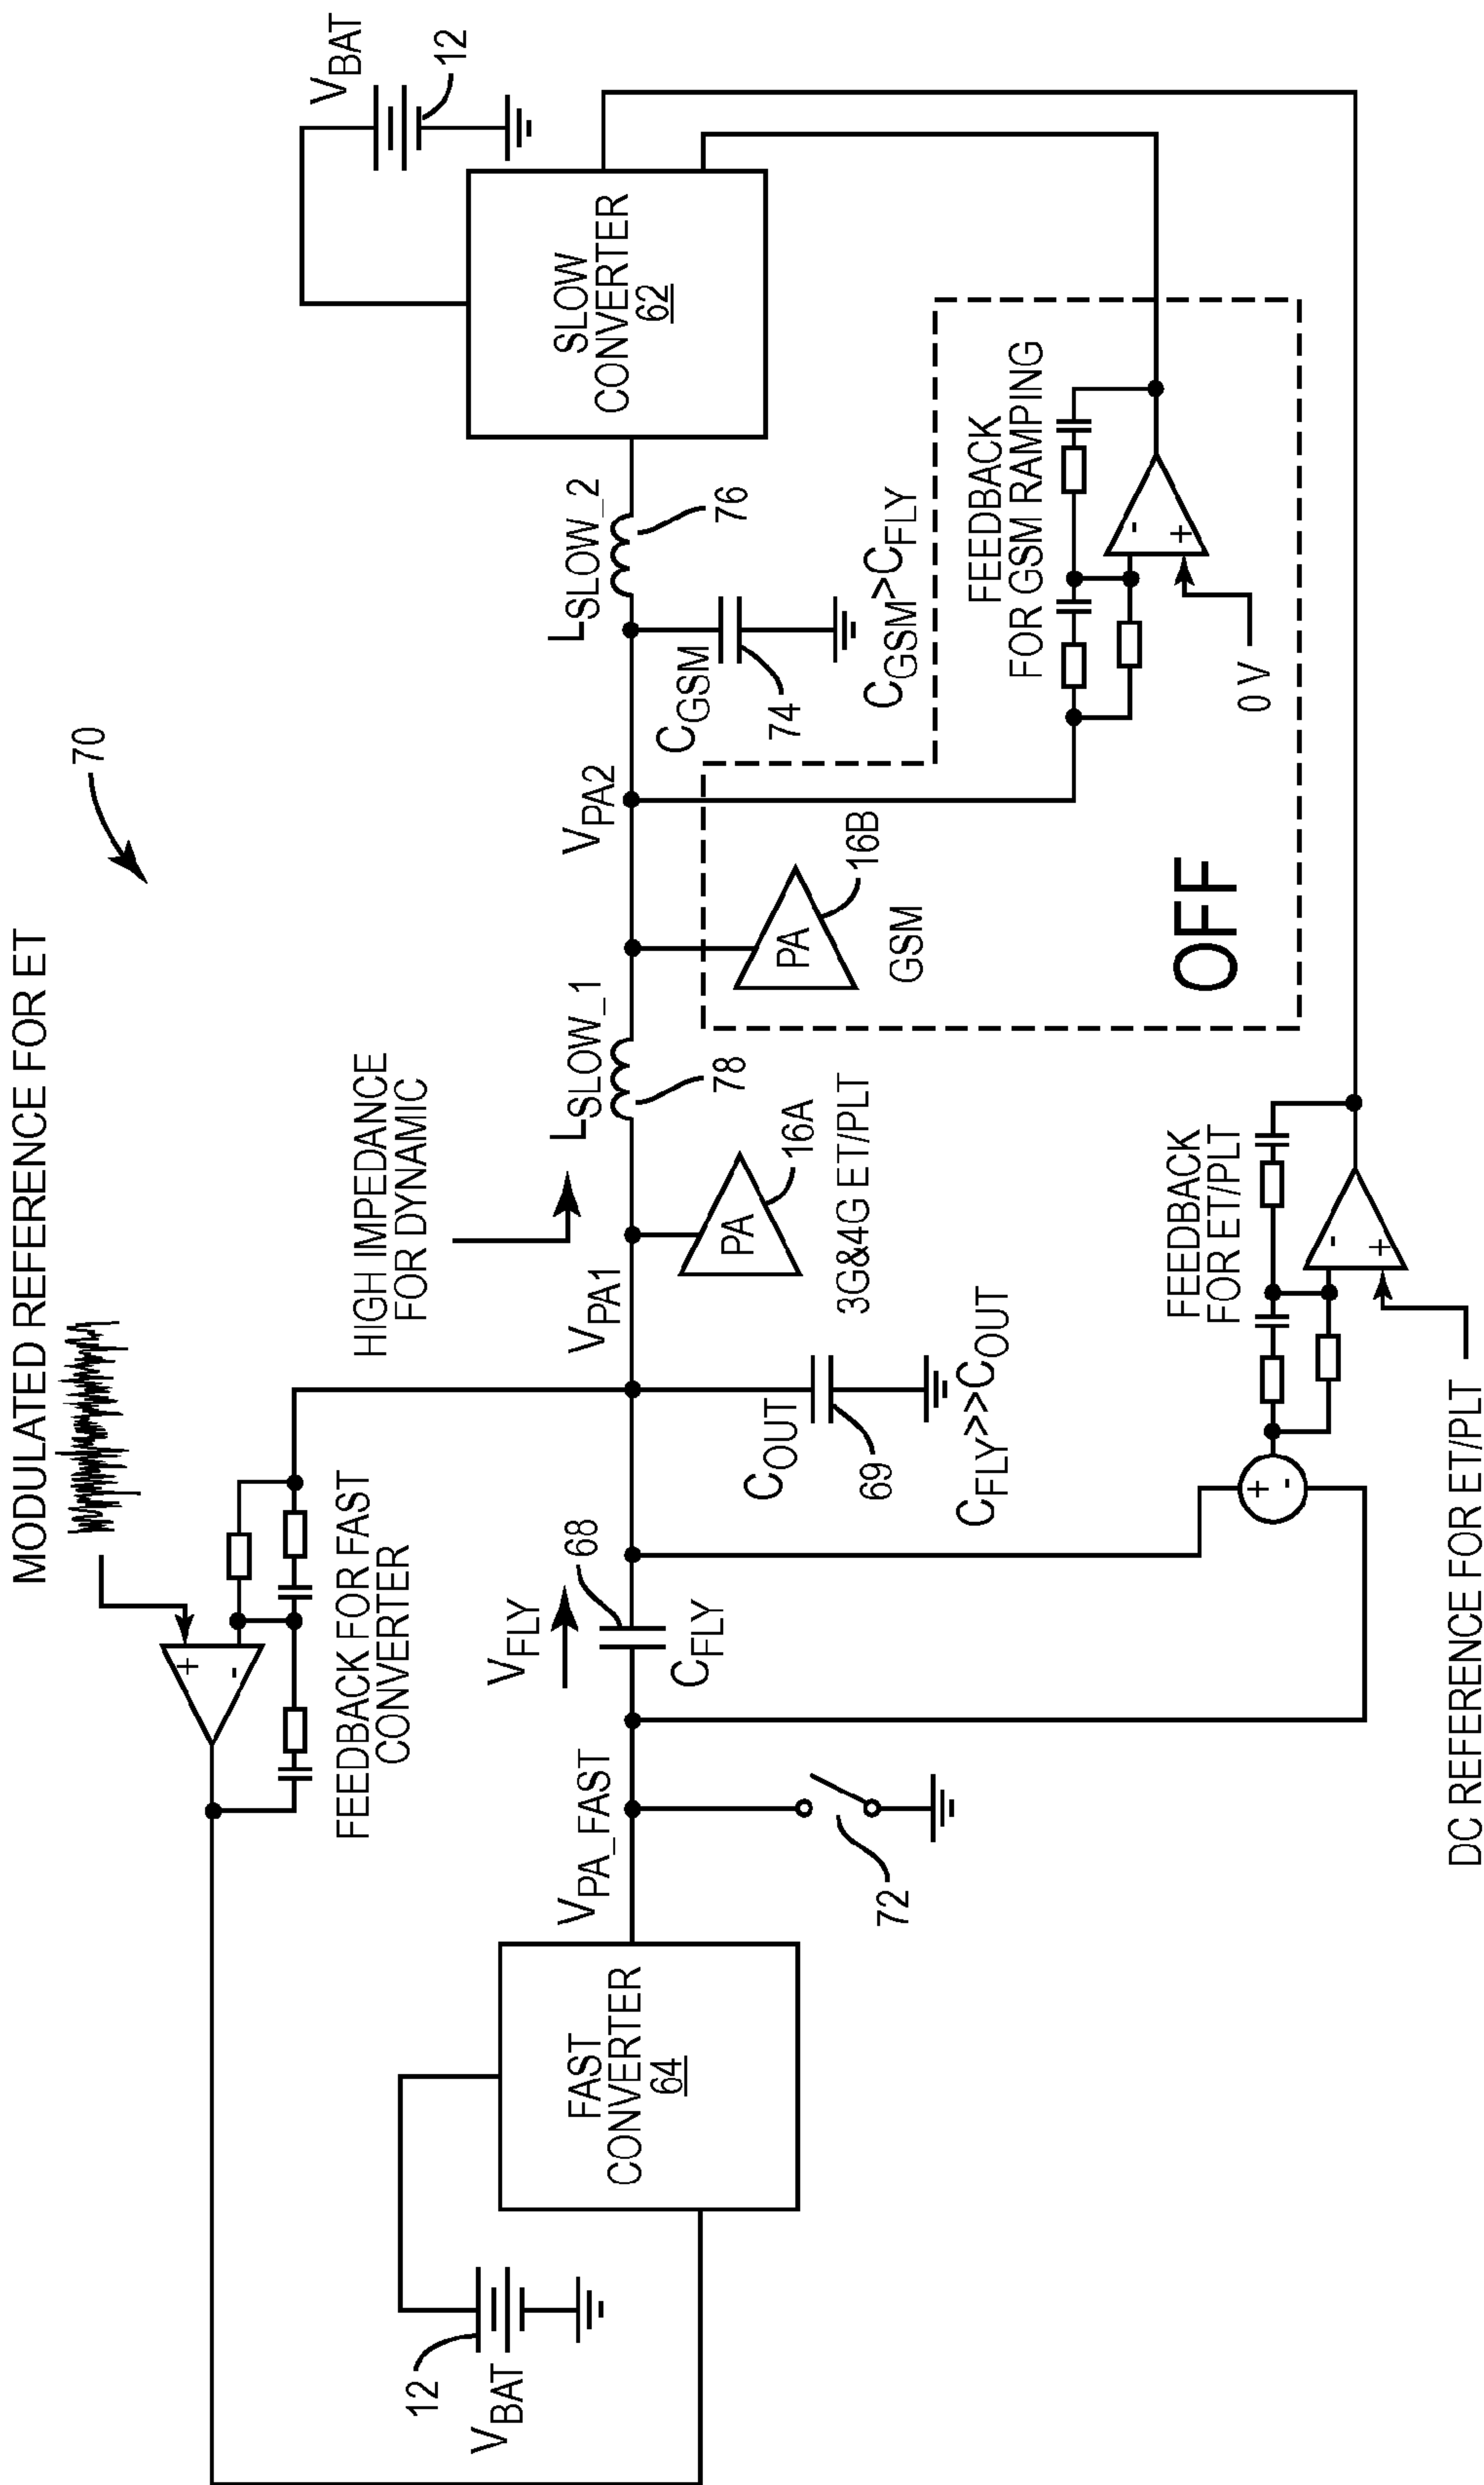 70
MODULATED REFERENCE FOR ET
+
-
FEEDBACK FOR FAST
CONVERTER
HIGH IMPEDANCE
FOR DYNAMIC
12
VBAT
FAST
CONVERTER
64
VPA_FAST
72
VFLY
68
CFLY
COUT
69
CFLY>>COUT
VPA1
PA
16A
3G&4G ET/PLT
LSLOW_1
78
PA
16B
GSM
VPA2
CGSM
74
CGSM>CFLY
LSLOW_2
76
SLOW
CONVERTER
62
VBAT
12
FEEDBACK
FOR GSM RAMPING
-
+
0 V
OFF
+
-
FEEDBACK
FOR ET/PLT
-
+
DC REFERENCE FOR ET/PLT